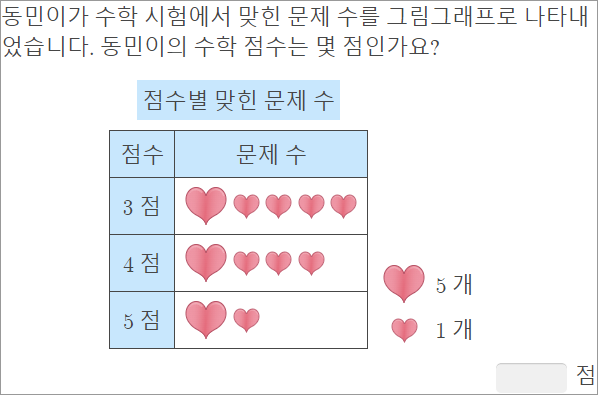 동민이가 수학 시험에서 맞힌 문제 수를 그림그래프로 나타내
었습니다. 동민이의 수학 점수는 몇 점인가요?
점수별 맞힌 문제 수
점수 문제 수
3 점
4 점
5 점
5 개
1 개
점